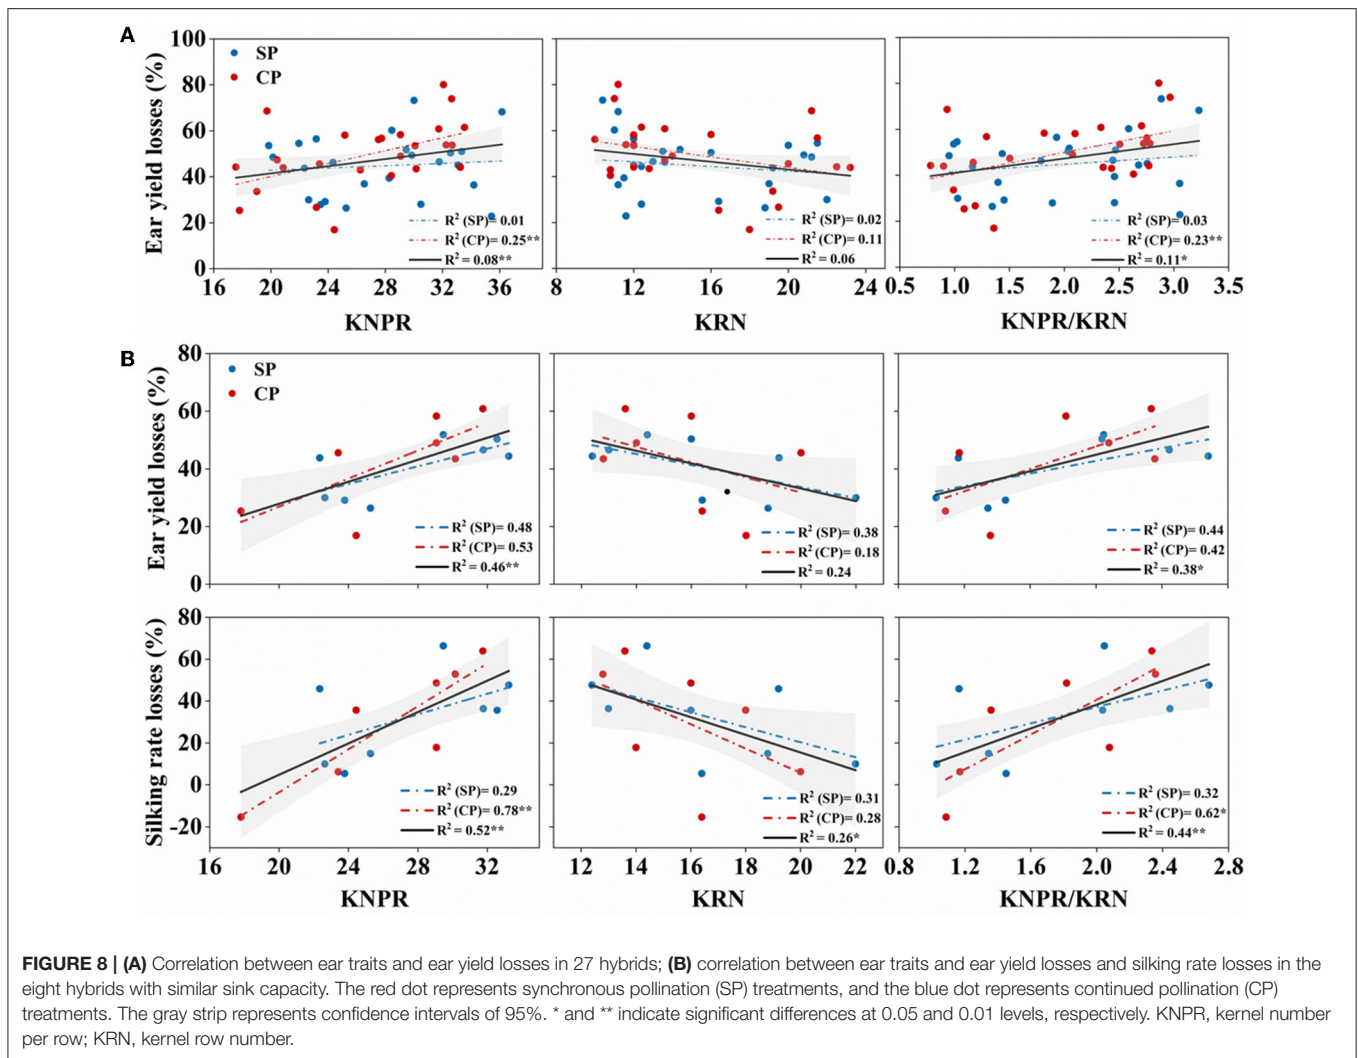 A
Ear yield losses (%)
100
80
60
40
20
0
SP
CP
R² (SP)= 0.01
R² (CP)= 0.25**
R² = 0.08**
16 20 24 28 32 36
KNPR
R² (SP)= 0.02
R² (CP)= 0.11
R² = 0.06
8 12 16 20 24
KRN
R² (SP)= 0.03
R² (CP)= 0.23**
R² = 0.11*
0.5 1.0 1.5 2.0 2.5 3.0 3.5
KNPR/KRN
B
Ear yield losses (%)
80
60
40
20
0
SP
CP
R² (SP)= 0.48
R² (CP)= 0.53
R² = 0.46**
R² (SP)= 0.38
R² (CP)= 0.18
R² = 0.24
R² (SP)= 0.44
R² (CP)= 0.42
R² = 0.38*
Silking rate losses (%)
80
60
40
20
0
-20
R² (SP)= 0.29
R² (CP)= 0.78**
R² = 0.52**
16 20 24 28 32
KNPR
R² (SP)= 0.31
R² (CP)= 0.28
R² = 0.26*
12 14 16 18 20 22
KRN
R² (SP)= 0.32
R² (CP)= 0.62*
R² = 0.44**
0.8 1.2 1.6 2.0 2.4 2.8
KNPR/KRN
FIGURE 8 | (A) Correlation between ear traits and ear yield losses in 27 hybrids; (B) correlation between ear traits and ear yield losses and silking rate losses in the
eight hybrids with similar sink capacity. The red dot represents synchronous pollination (SP) treatments, and the blue dot represents continued pollination (CP)
treatments. The gray strip represents confidence intervals of 95%. * and ** indicate significant differences at 0.05 and 0.01 levels, respectively. KNPR, kernel number
per row; KRN, kernel row number.